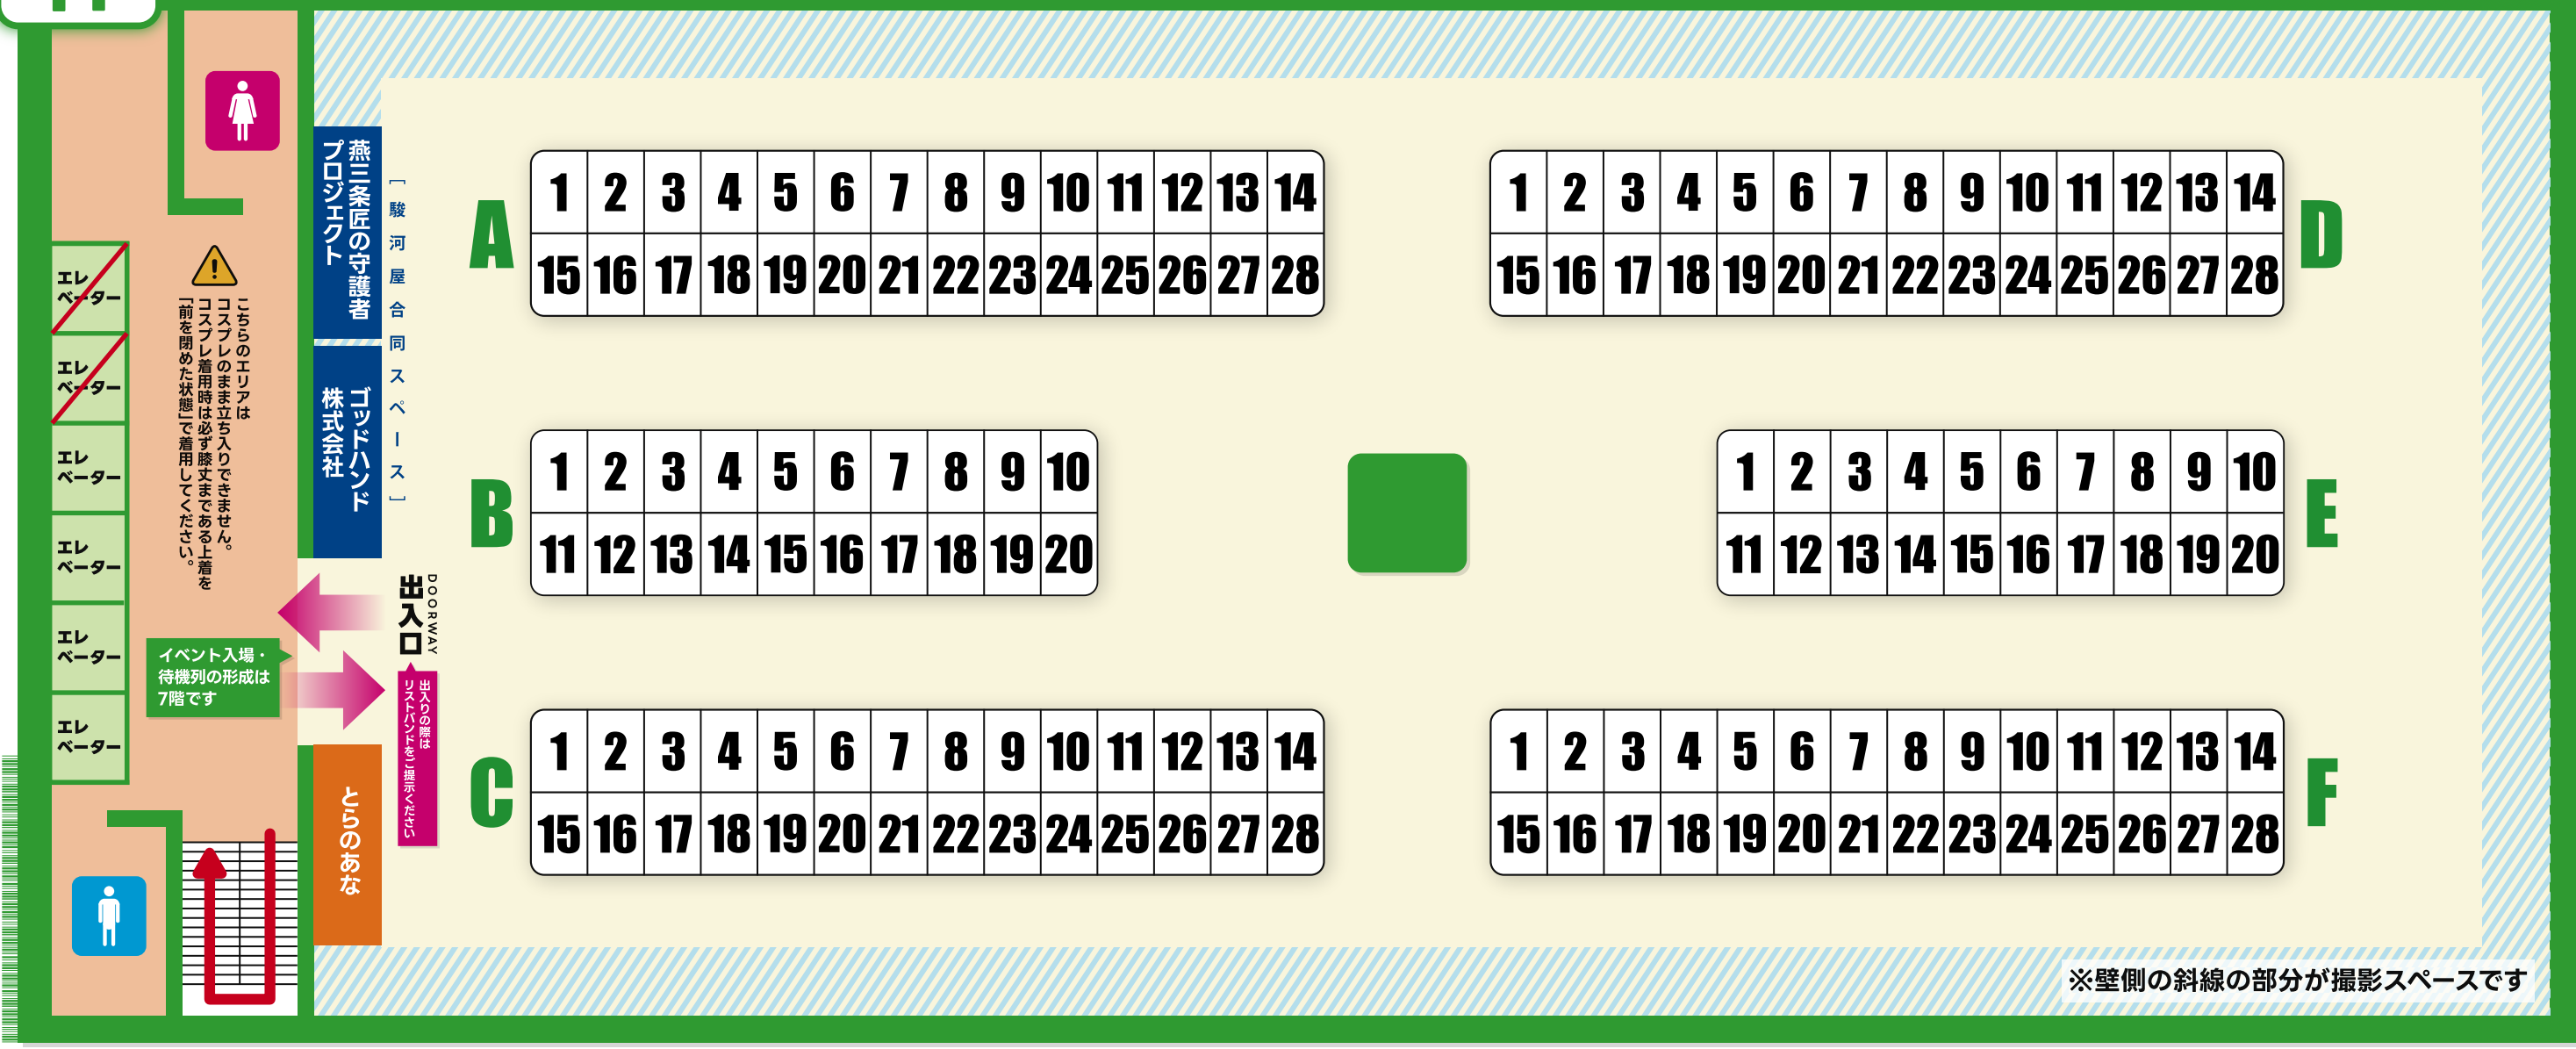 エレ
ベーター
エレ
ベーター
エレ
ベーター
エレ
ベーター
エレ
ベーター
エレ
ベーター
こちらのエリアは
コスプレのまま立ち入りできません。
コスプレ着用時は必ず膝丈まである上着を
「前を閉めた状態」で着用してください。
イベント入場・
待機列の形成は
7階です
燕三条匠の守護者
プロジェクト
ゴッドハンド
株式会社
［駿河屋合同スペース］
DOORWAY
出入口
出入りの際は
リストバンドをご提示ください
とらのあな
A
1 2 3 4 5 6 7 8 9 10 11 12 13 14
15 16 17 18 19 20 21 22 23 24 25 26 27 28
B
1 2 3 4 5 6 7 8 9 10
11 12 13 14 15 16 17 18 19 20
C
1 2 3 4 5 6 7 8 9 10 11 12 13 14
15 16 17 18 19 20 21 22 23 24 25 26 27 28
1 2 3 4 5 6 7 8 9 10 11 12 13 14
15 16 17 18 19 20 21 22 23 24 25 26 27 28
D
1 2 3 4 5 6 7 8 9 10
11 12 13 14 15 16 17 18 19 20
E
1 2 3 4 5 6 7 8 9 10 11 12 13 14
15 16 17 18 19 20 21 22 23 24 25 26 27 28
F
※壁側の斜線の部分が撮影スペースです